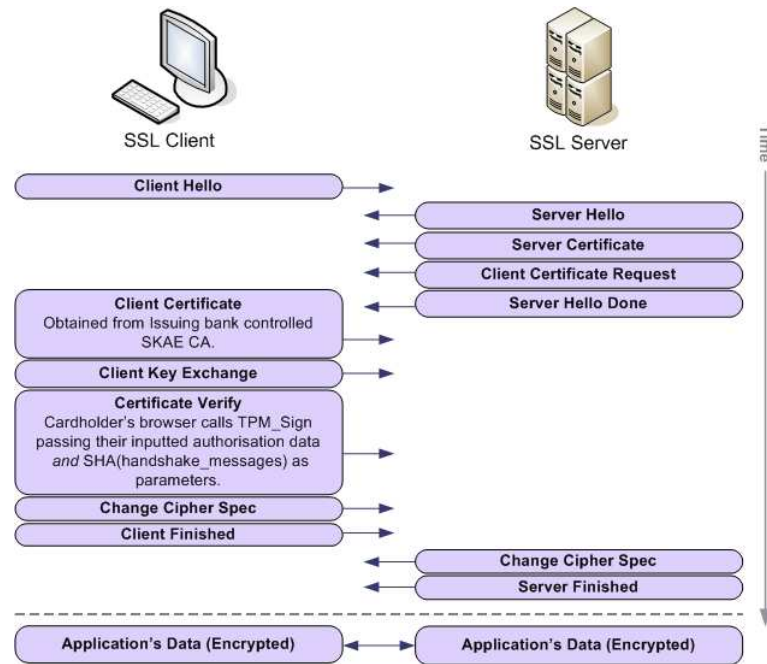 SSL Client
SSL Server
Time
Client Hello
Server Hello
Server Certificate
Client Certificate Request
Server Hello Done
Client Certificate
Obtained from Issuing bank controlled
SKAE CA.
Client Key Exchange
Certificate Verify
Cardholder's browser calls TPM_Sign
passing their inputted authorisation data
and SHA(handshake_messages) as
parameters.
Change Cipher Spec
Client Finished
Change Cipher Spec
Server Finished
Application's Data (Encrypted)
Application's Data (Encrypted)